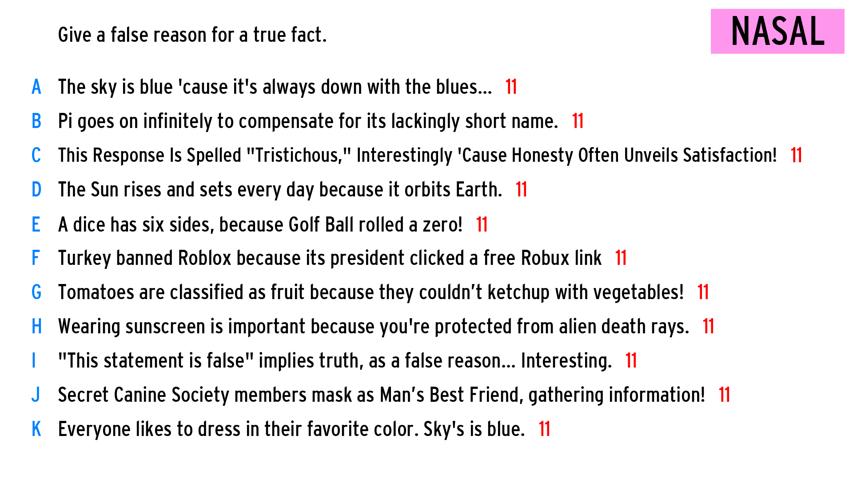 Give a false reason for a true fact.
NASAL
A The sky is blue 'cause it's always down with the blues... 11
B Pi goes on infinitely to compensate for its lackingly short name. 11
C This Response Is Spelled "Tristichous," Interestingly 'Cause Honesty Often Unveils Satisfaction! 11
D The Sun rises and sets every day because it orbits Earth. 11
E A dice has six sides, because Golf Ball rolled a zero! 11
F Turkey banned Roblox because its president clicked a free Robux link 11
G Tomatoes are classified as fruit because they couldn’t ketchup with vegetables! 11
H Wearing sunscreen is important because you're protected from alien death rays. 11
I "This statement is false" implies truth, as a false reason... Interesting. 11
J Secret Canine Society members mask as Man’s Best Friend, gathering information! 11
K Everyone likes to dress in their favorite color. Sky's is blue. 11